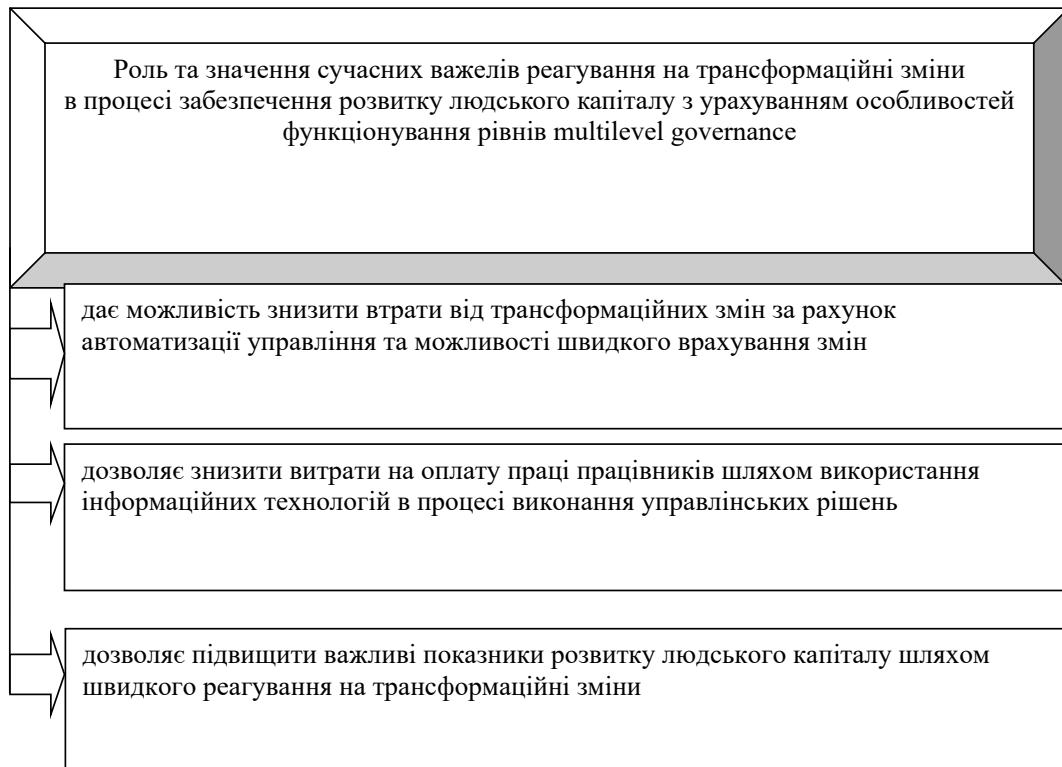 Роль та значення сучасних важелів реагування на трансформаційні зміни
в процесі забезпечення розвитку людського капіталу з урахуванням особливостей
функціонування рівнів multilevel governance
дає можливість знизити втрати від трансформаційних змін за рахунок
автоматизації управління та можливості швидкого врахування змін
дозволяє знизити витрати на оплату праці працівників шляхом використання
інформаційних технологій в процесі виконання управлінських рішень
дозволяє підвищити важливі показники розвитку людського капіталу шляхом
швидкого реагування на трансформаційні зміни